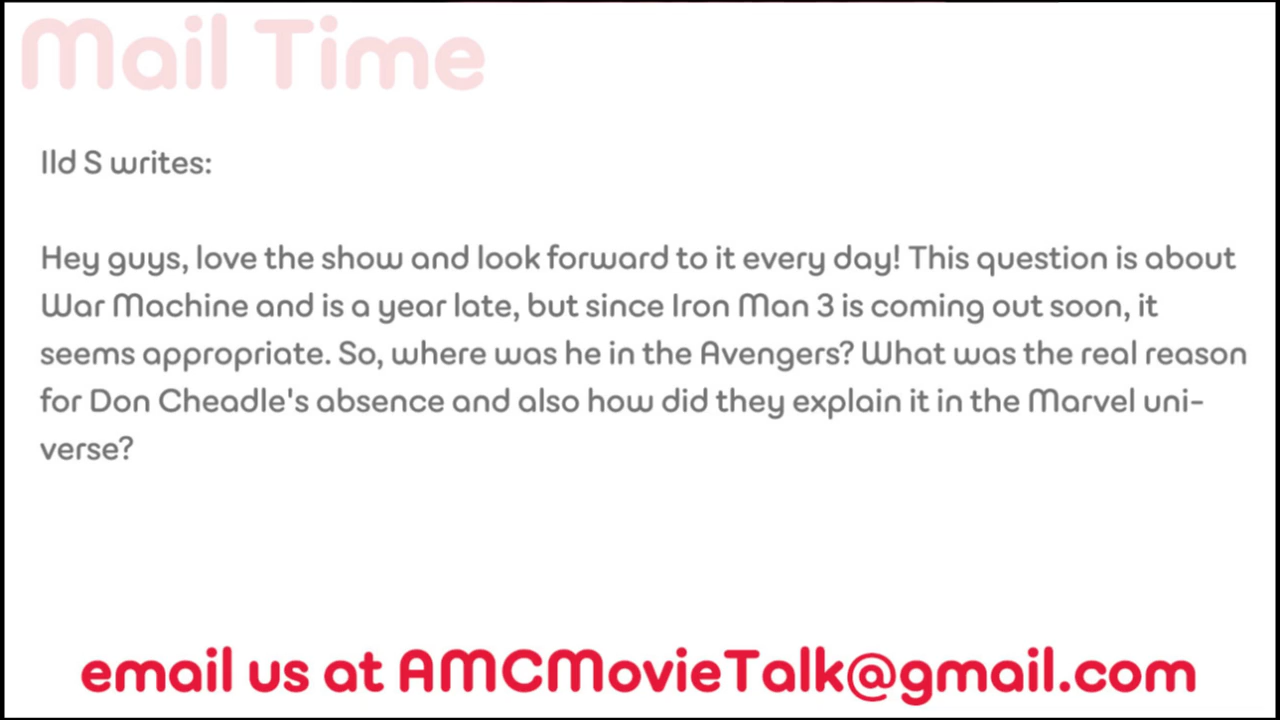 Mail Time
Ild S writes:
Hey guys, love the show and look forward to it every day! This question is about
War Machine and is a year late, but since Iron Man 3 is coming out soon, it
seems appropriate. So, where was he in the Avengers? What was the real reason
for Don Cheadle's absence and also how did they explain it in the Marvel uni-
verse?
email us at AMCMovieTalk@gmail.com